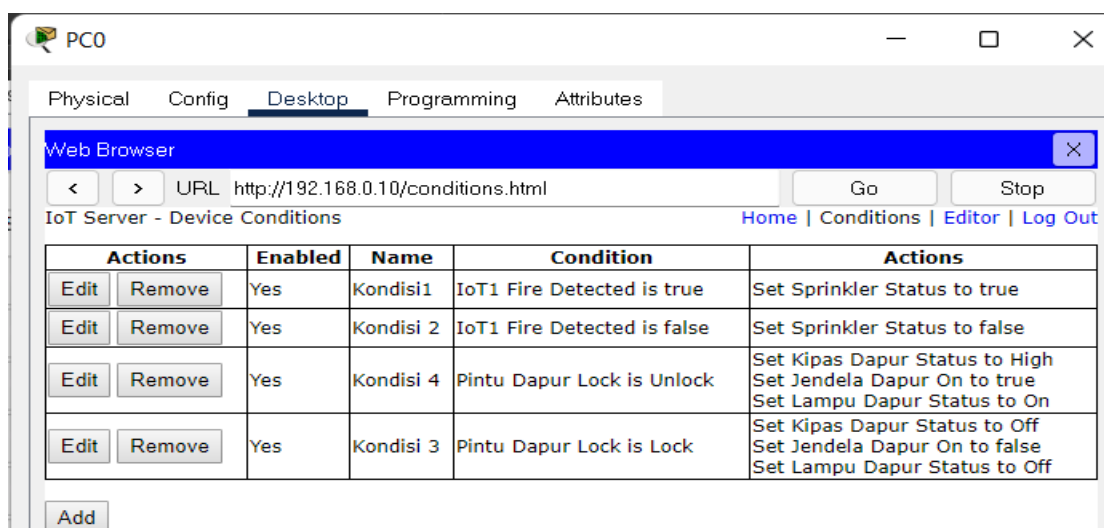 PC0
Physical Config Desktop Programming Attributes
Web Browser X
< > URL http://192.168.0.10/conditions.html Go Stop
IoT Server - Device Conditions Home | Conditions | Editor | Log Out
Actions Enabled Name Condition Actions
Edit Remove Yes Kondisi1 IoT1 Fire Detected is true Set Sprinkler Status to true
Edit Remove Yes Kondisi 2 IoT1 Fire Detected is false Set Sprinkler Status to false
Edit Remove Yes Kondisi 4 Pintu Dapur Lock is Unlock Set Kipas Dapur Status to High
Set Jendela Dapur On to true
Set Lampu Dapur Status to On
Edit Remove Yes Kondisi 3 Pintu Dapur Lock is Lock Set Kipas Dapur Status to Off
Set Jendela Dapur On to false
Set Lampu Dapur Status to Off
Add